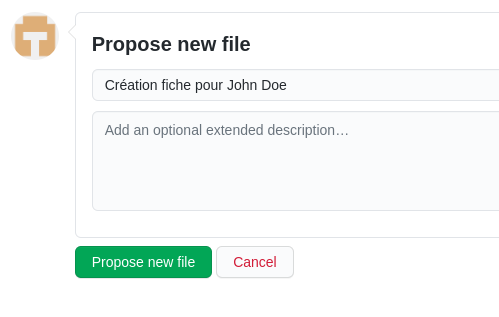 Propose new file
Création fiche pour John Doe
Add an optional extended description…
Propose new file Cancel